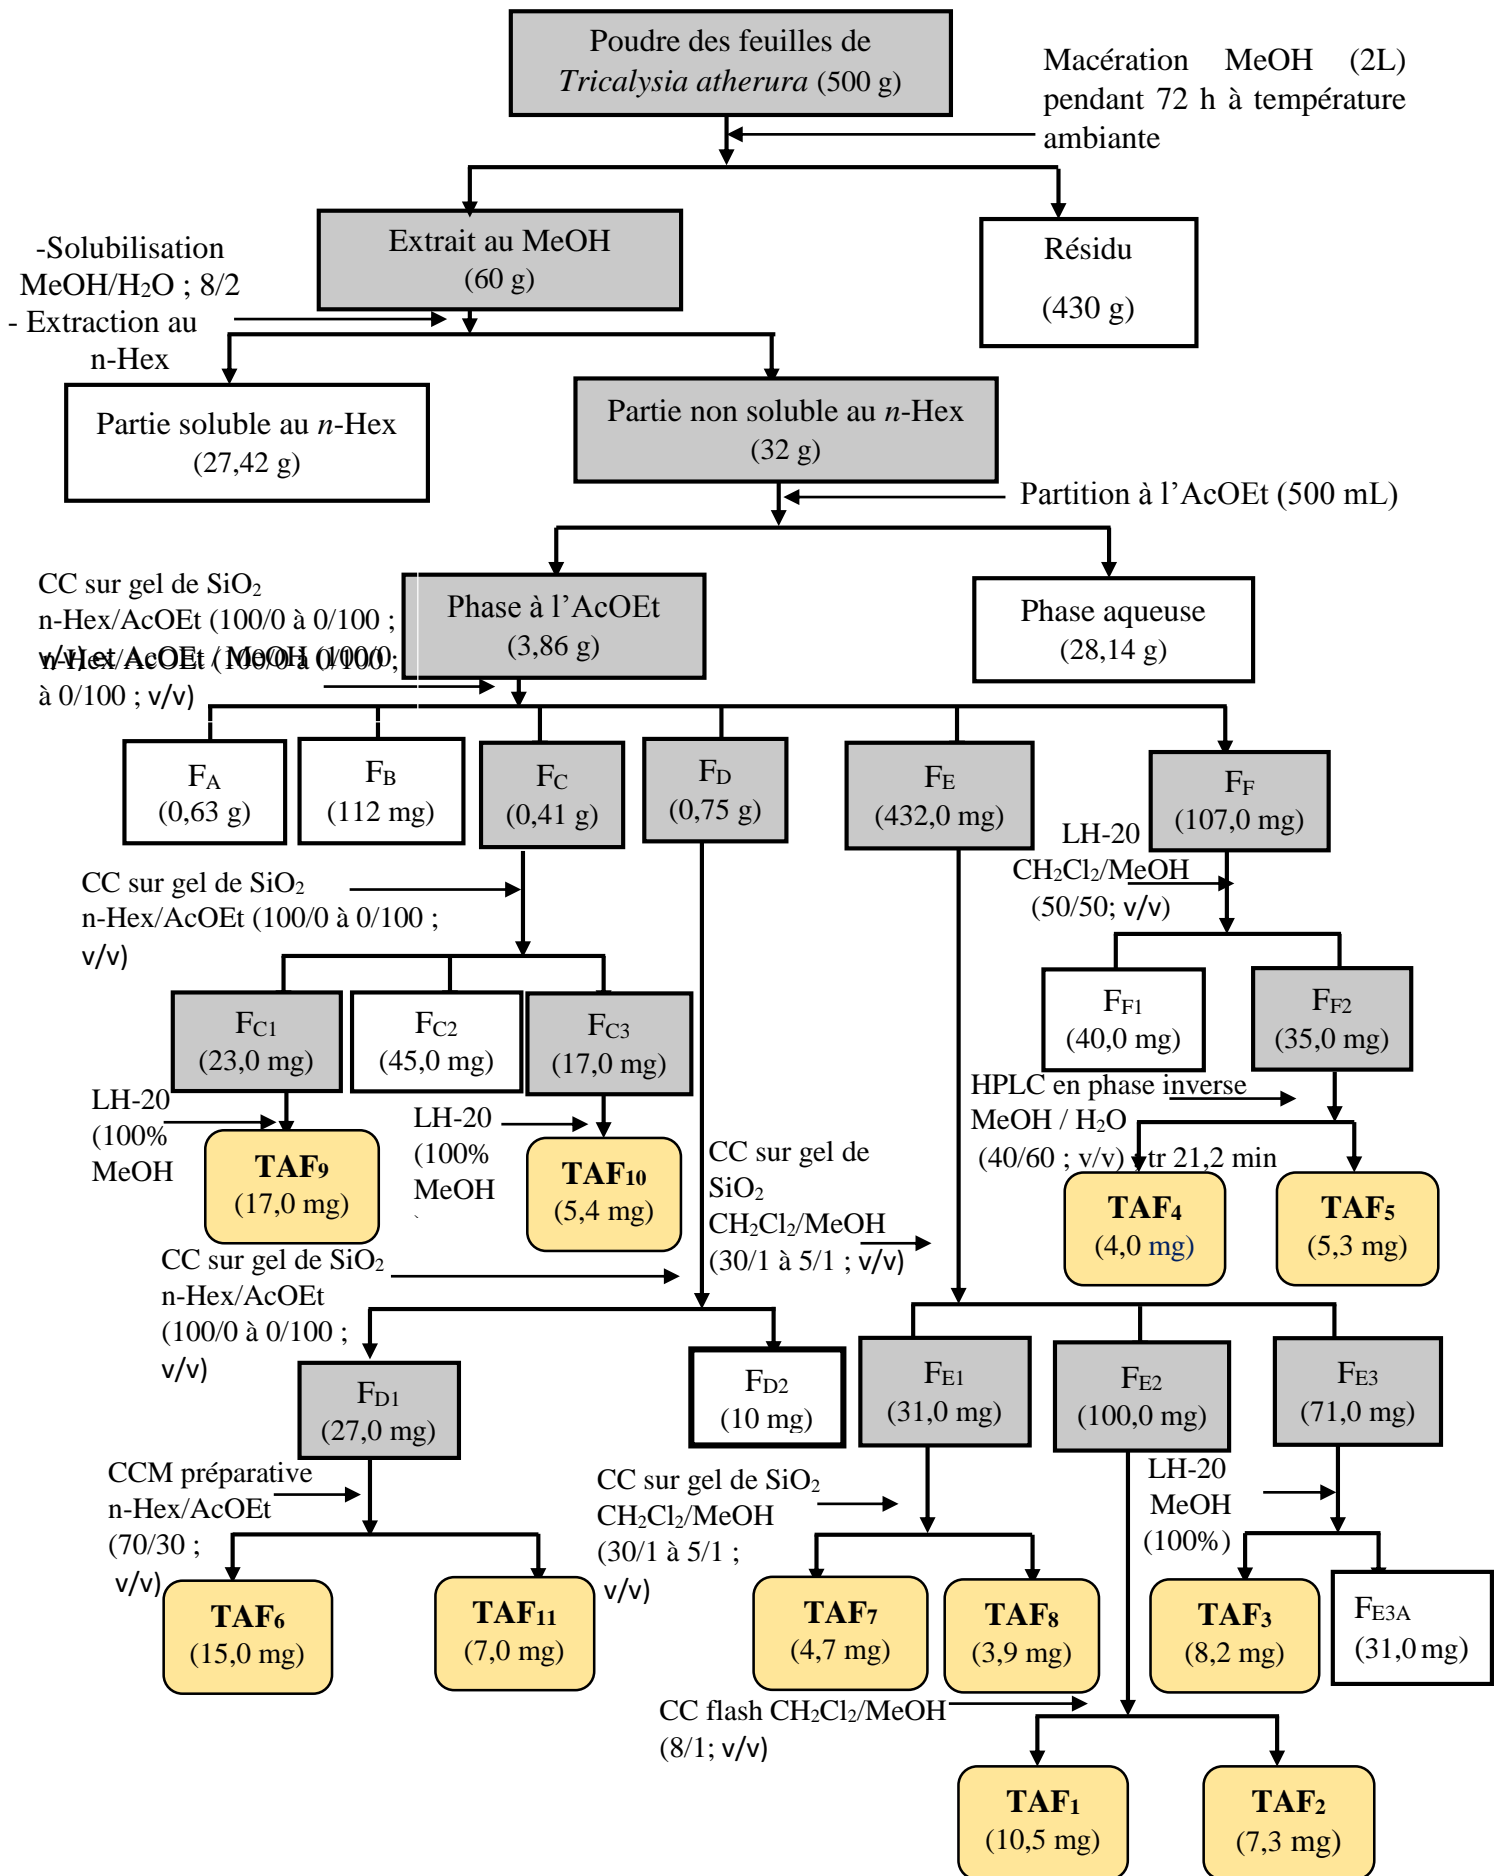 Poudre des feuilles de
Tricalysia atherura (500 g)
Macération MeOH (2L)
pendant 72 h à température
ambiante
Extrait au MeOH
(60 g)
Résidu
(430 g)
-Solubilisation
MeOH/H2O ; 8/2
- Extraction au
n-Hex
Partie soluble au n-Hex
(27,42 g)
Partie non soluble au n-Hex
(32 g)
Partition à l’AcOEt (500 mL)
CC sur gel de SiO2
n-Hex/AcOEt (100/0 à 0/100 ;
v/v) et AcOEt / MeOH (100/0
n-Hex/AcOEt (100/0 à 0/100 ;
à 0/100 ; v/v)
Phase à l’AcOEt
(3,86 g)
Phase aqueuse
(28,14 g)
FA
(0,63 g)
FB
(112 mg)
FC
(0,41 g)
FD
(0,75 g)
FE
(432,0 mg)
FF
(107,0 mg)
CC sur gel de SiO2
n-Hex/AcOEt (100/0 à 0/100 ;
v/v)
LH-20
CH2Cl2/MeOH
(50/50; v/v)
FC1
(23,0 mg)
FC2
(45,0 mg)
FC3
(17,0 mg)
FF1
(40,0 mg)
FF2
(35,0 mg)
LH-20
(100%
MeOH
LH-20
(100%
MeOH
HPLC en phase inverse
MeOH / H2O
(40/60 ; v/v) tr 21,2 min
TAF9
(17,0 mg)
TAF10
(5,4 mg)
TAF4
(4,0 mg)
TAF5
(5,3 mg)
CC sur gel de
SiO2
CH2Cl2/MeOH
(30/1 à 5/1 ; v/v)
CC sur gel de SiO2
n-Hex/AcOEt
(100/0 à 0/100 ;
v/v)
FD1
(27,0 mg)
FD2
(10 mg)
FE1
(31,0 mg)
FE2
(100,0 mg)
FE3
(71,0 mg)
CCM préparative
n-Hex/AcOEt
(70/30 ;
v/v)
CC sur gel de SiO2
CH2Cl2/MeOH
(30/1 à 5/1 ;
v/v)
LH-20
MeOH
(100%)
TAF6
(15,0 mg)
TAF11
(7,0 mg)
TAF7
(4,7 mg)
TAF8
(3,9 mg)
TAF3
(8,2 mg)
FE3A
(31,0 mg)
CC flash CH2Cl2/MeOH
(8/1; v/v)
TAF1
(10,5 mg)
TAF2
(7,3 mg)